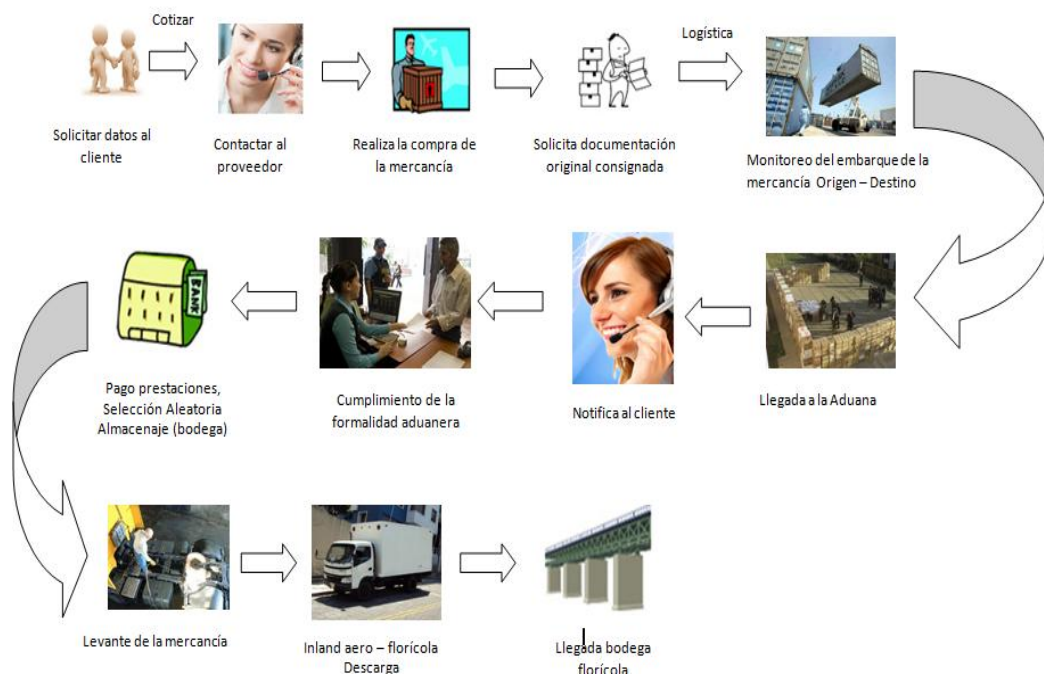 Cotizar
Logística
Solicitar datos al
cliente
Contactar al
proveedor
Realiza la compra de
la mercancía
Solicita documentación
original consignada
Monitoreo del embarque de la
mercancía Origen – Destino
BANK
Pago prestaciones,
Selección Aleatoria
Almacenaje (bodega)
Cumplimiento de la
formalidad aduanera
Notifica al cliente
Llegada a la Aduana
Levante de la mercancía
Inland aero – florícola
Descarga
Llegada bodega
florícola